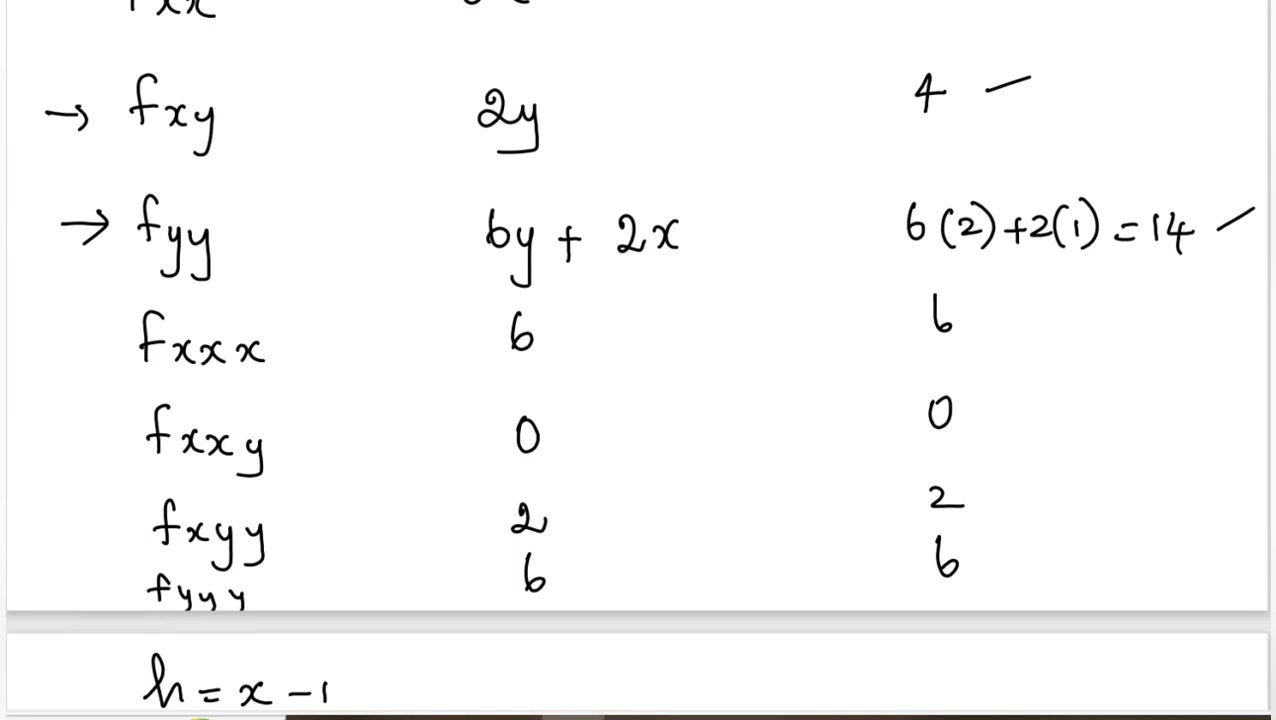 fxx
→ fxy 2y 4 –
→ fyy 6y + 2x 6(2)+2(1) = 14 –
fxxx 6 6
fxxy 0 0
fxyy 2 2
fyyy 6 6
h = x – 1